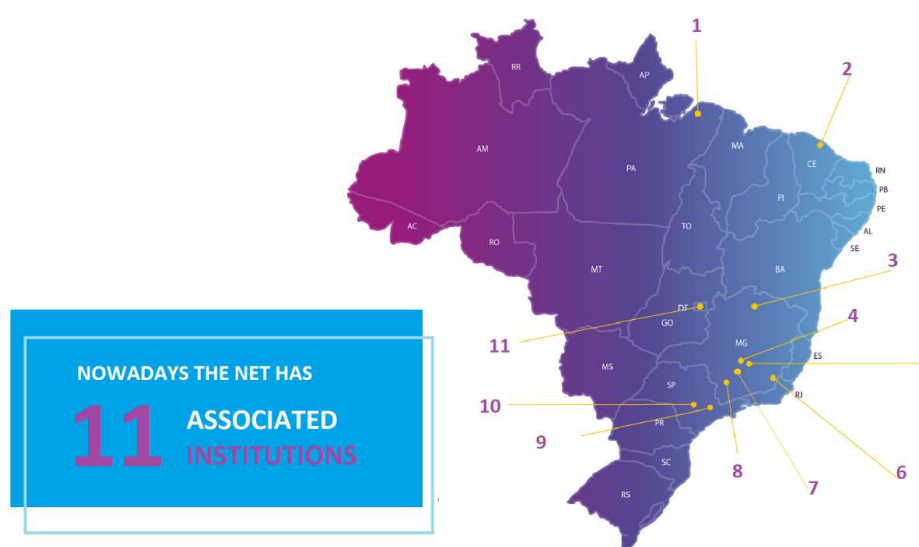 1
2
RR
AP
AM
PA
MA
CE
RN
PB
PI
PE
AC
TO
AL
RO
SE
MT
BA
3
DF
4
GO
11
MG
ES
NOWADAYS THE NET HAS
MS
SP
RJ
11 ASSOCIATED
INSTITUTIONS
10
PR
9
SC
8
6
7
RS